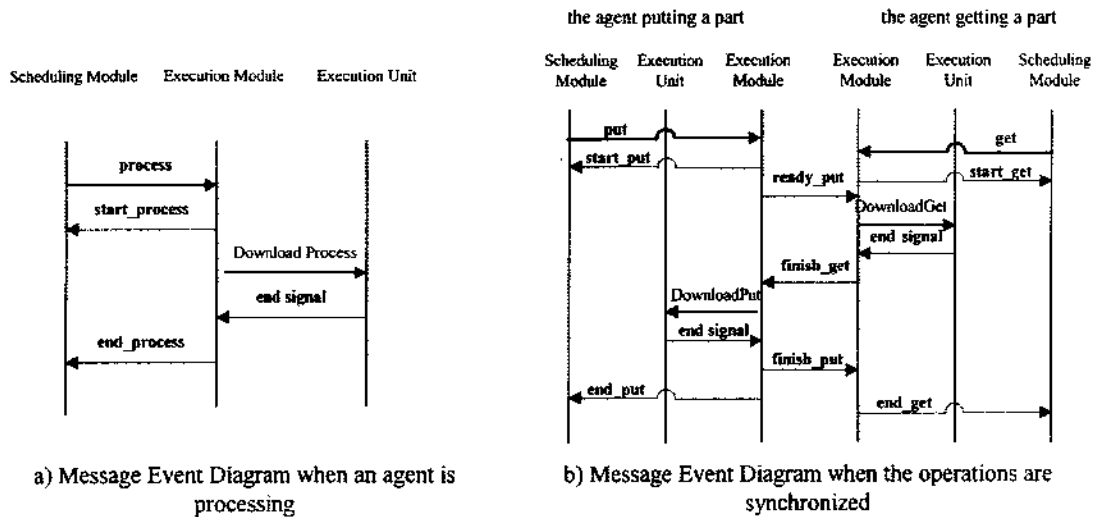 the agent putting a part
the agent getting a part
Scheduling Module
Execution Module
Execution Unit
process
start_process
Download Process
end signal
end_process
a) Message Event Diagram when an agent is
processing
Scheduling
Module
Execution
Unit
Execution
Module
Execution
Module
Execution
Unit
Scheduling
Module
put
get
start_put
ready_put
start_get
DownloadGet
end signal
finish_get
DownloadPut
end signal
finish_put
end_put
end_get
b) Message Event Diagram when the operations are
synchronized